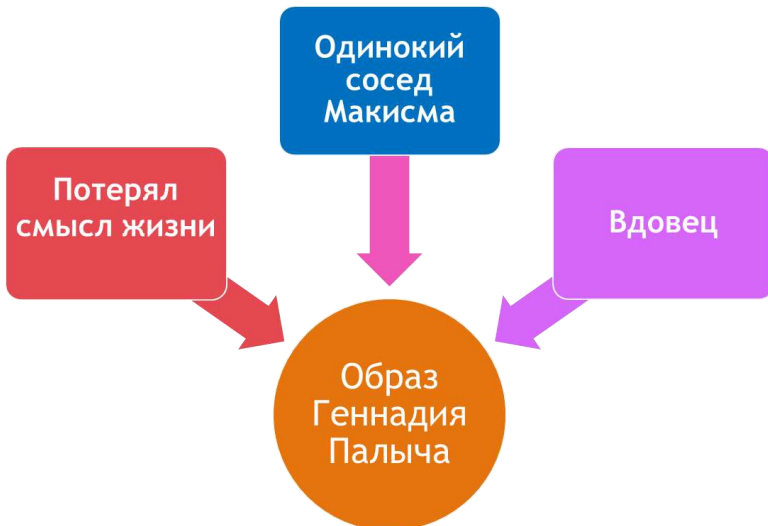 Одинокий
сосед
Макисма
Потерял
смысл жизни
Вдовец
Образ
Геннадия
Палыча